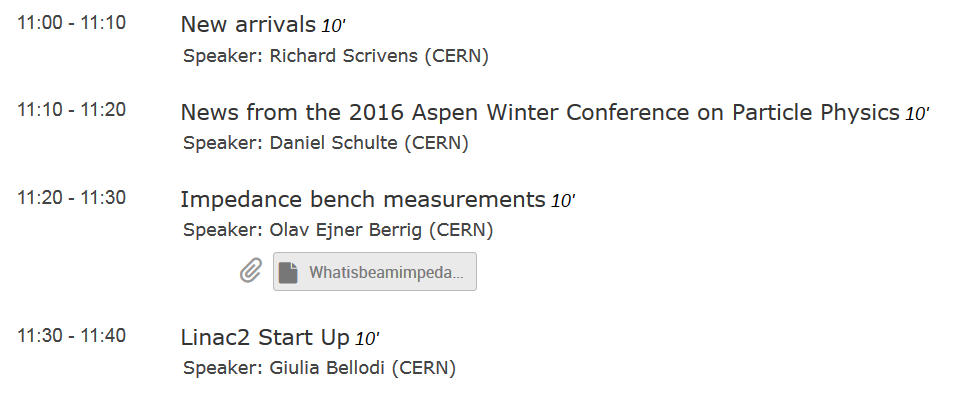 11:00 - 11:10 New arrivals 10'
Speaker: Richard Scrivens (CERN)
11:10 - 11:20 News from the 2016 Aspen Winter Conference on Particle Physics 10'
Speaker: Daniel Schulte (CERN)
11:20 - 11:30 Impedance bench measurements 10'
Speaker: Olav Ejner Berrig (CERN)
Whatisbeamimpeda...
11:30 - 11:40 Linac2 Start Up 10'
Speaker: Giulia Bellodi (CERN)